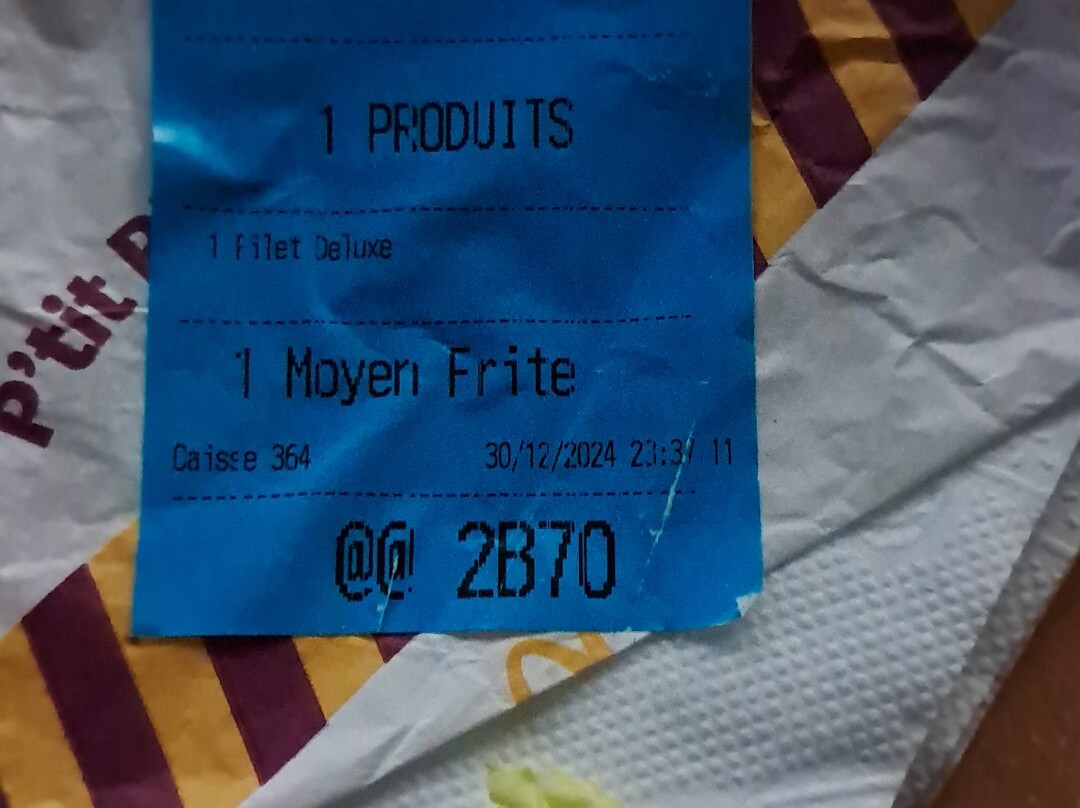 1 PRODUITS
1 Filet Deluxe
1 Moyen Frite
Caisse 364 30/12/2024 23:37:11
@@ 2B70
P'tit